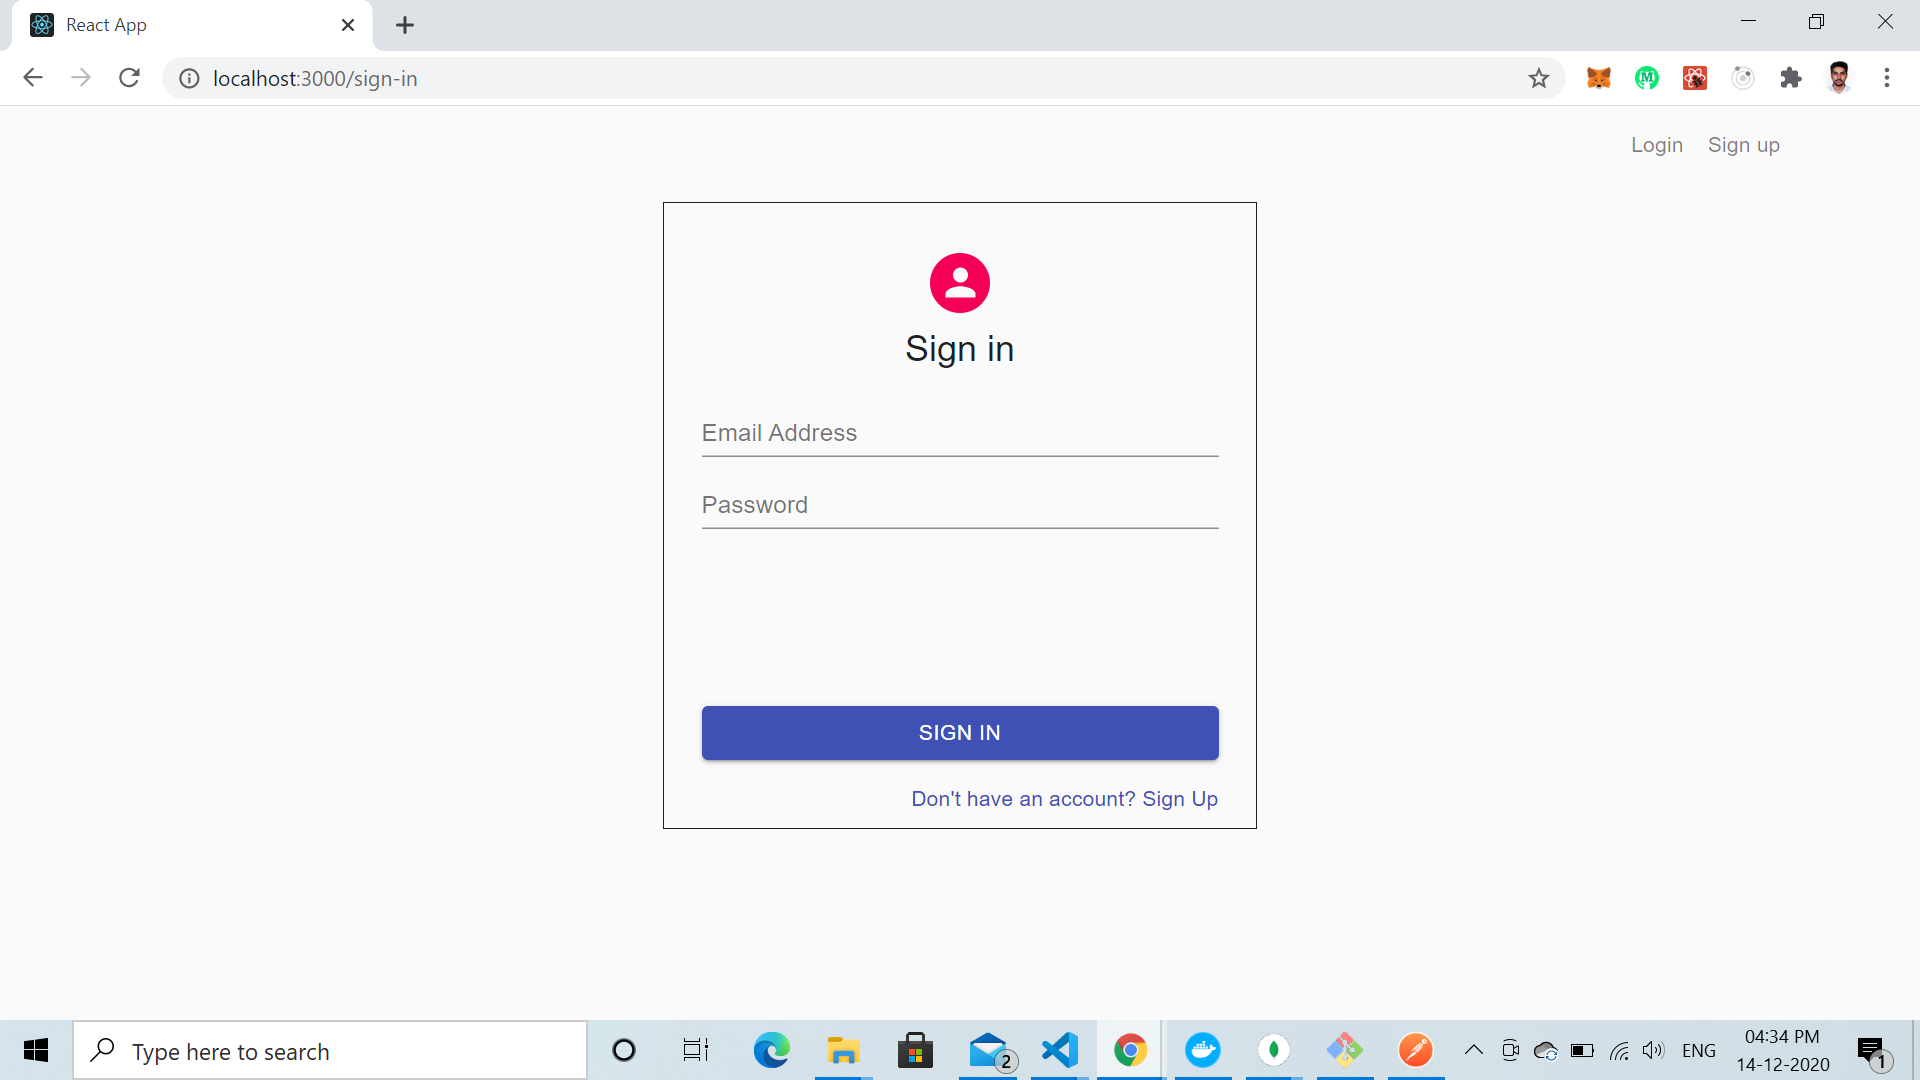 React App
localhost:3000/sign-in
M
Login Sign up
Sign in
Email Address
Password
SIGN IN
Don't have an account? Sign Up
Type here to search
2
ENG
04:34 PM
14-12-2020
1